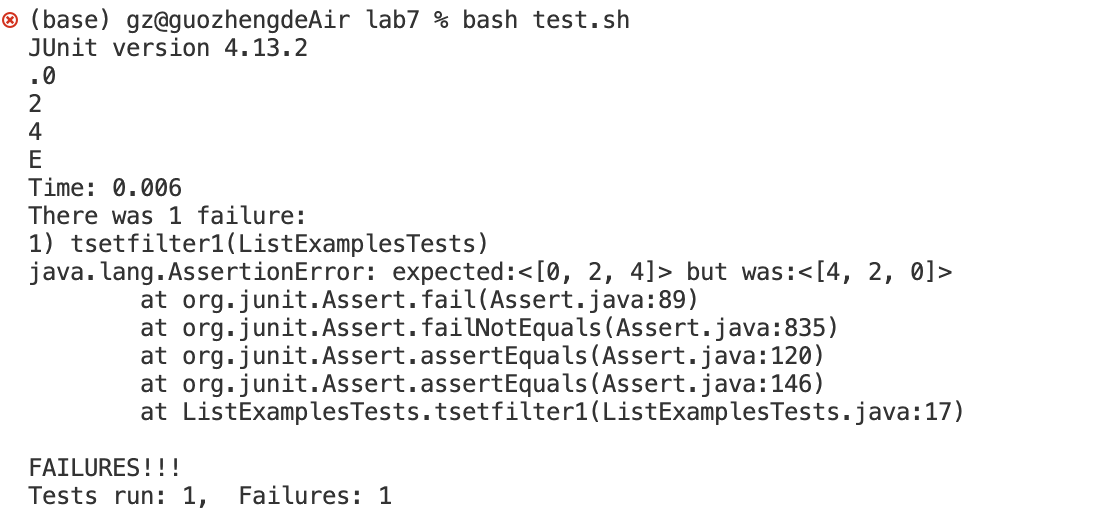 (base) gz@guozhengdeAir lab7 % bash test.sh
JUnit version 4.13.2
.0
2
4
E
Time: 0.006
There was 1 failure:
1) tsetfilter1(ListExamplesTests)
java.lang.AssertionError: expected:<[0, 2, 4]> but was:<[4, 2, 0]>
        at org.junit.Assert.fail(Assert.java:89)
        at org.junit.Assert.failNotEquals(Assert.java:835)
        at org.junit.Assert.assertEquals(Assert.java:120)
        at org.junit.Assert.assertEquals(Assert.java:146)
        at ListExamplesTests.tsetfilter1(ListExamplesTests.java:17)
FAILURES!!!
Tests run: 1,  Failures: 1